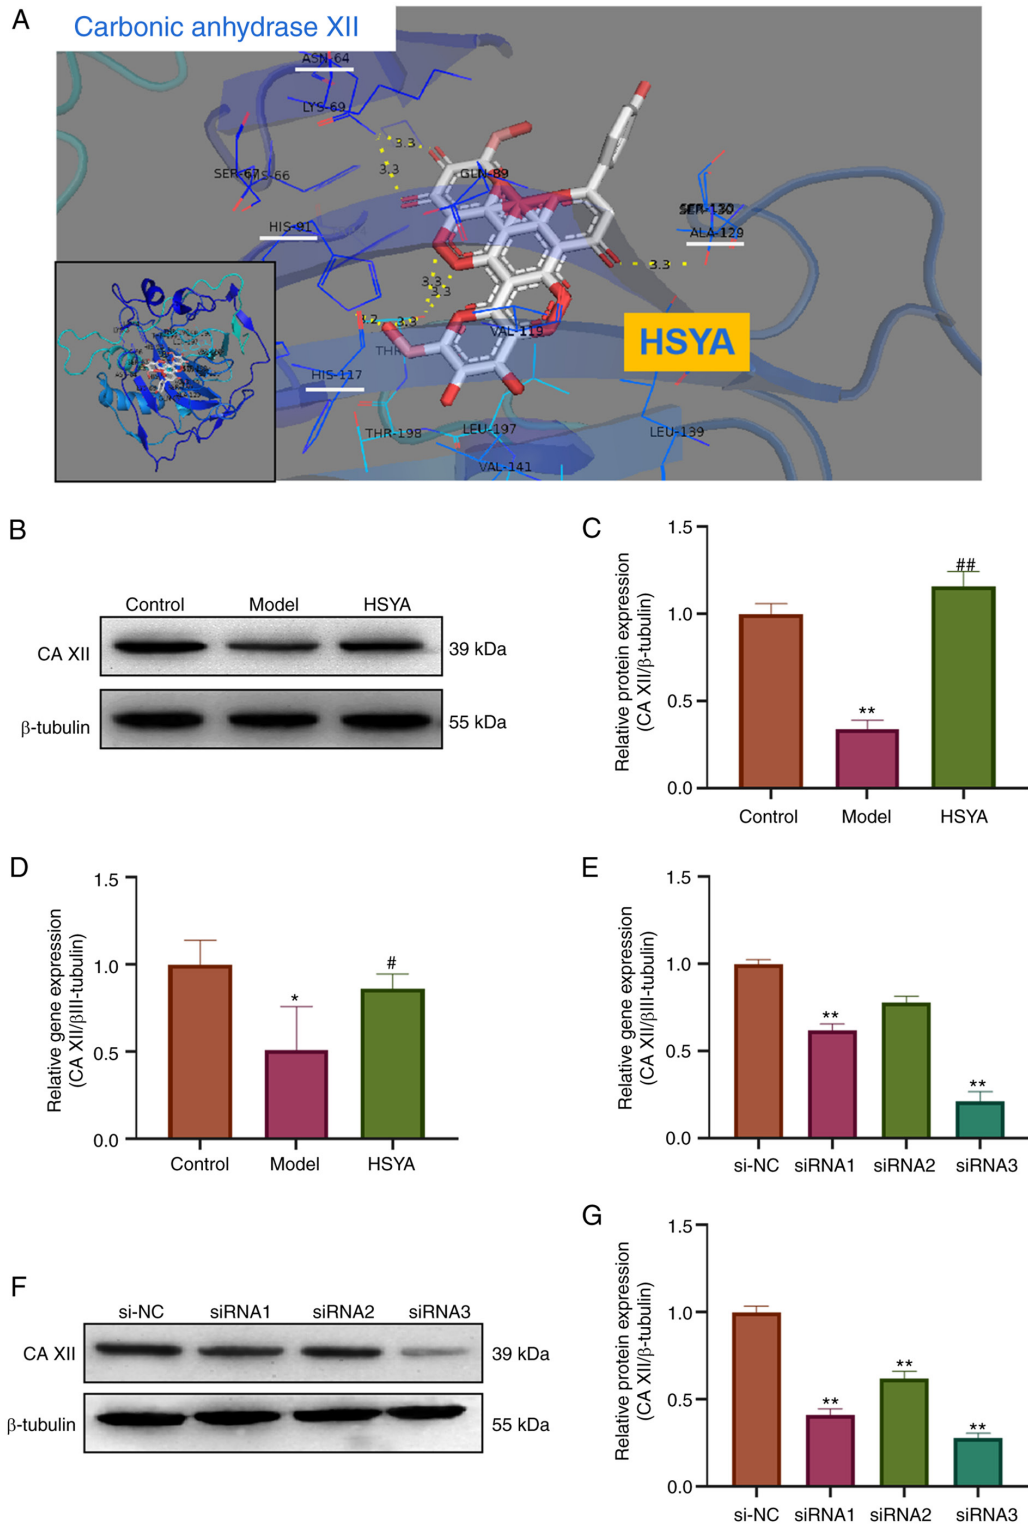 A
Carbonic anhydrase XII
ASN-64
LYS-69
3.3
3.3
SER-67
GLN-89
HIS-91
ALA-129
3.3
3.3
3.3
3.3
VAL-119
HSYA
HIS-117
THR-198
LEU-197
LEU-139
VAL-141
B
Control Model HSYA
CA XII
39 kDa
β-tubulin
55 kDa
C
Relative protein expression
(CA XII/β-tubulin)
1.5
1.0
0.5
0.0
**
##
Control Model HSYA
D
Relative gene expression
(CA XII/βIII-tubulin)
1.5
1.0
0.5
0.0
*
#
Control Model HSYA
E
Relative gene expression
(CA XII/βIII-tubulin)
1.5
1.0
0.5
0.0
**
**
si-NC siRNA1 siRNA2 siRNA3
F
si-NC siRNA1 siRNA2 siRNA3
CA XII
39 kDa
β-tubulin
55 kDa
G
Relative protein expression
(CA XII/β-tubulin)
1.5
1.0
0.5
0.0
**
**
**
si-NC siRNA1 siRNA2 siRNA3